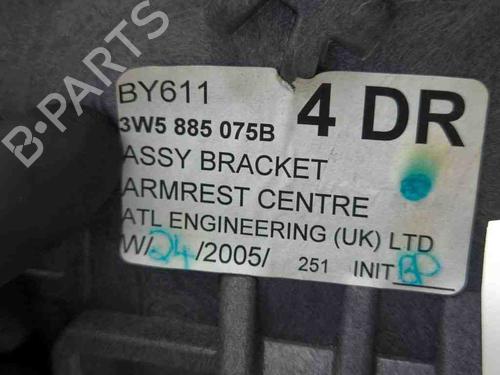 B-PARTS
BY611
3W5 885 075B
4 DR
ASSY BRACKET
ARMREST CENTRE
ATL ENGINEERING (UK) LTD
W/24/2005/ 251 INIT BP